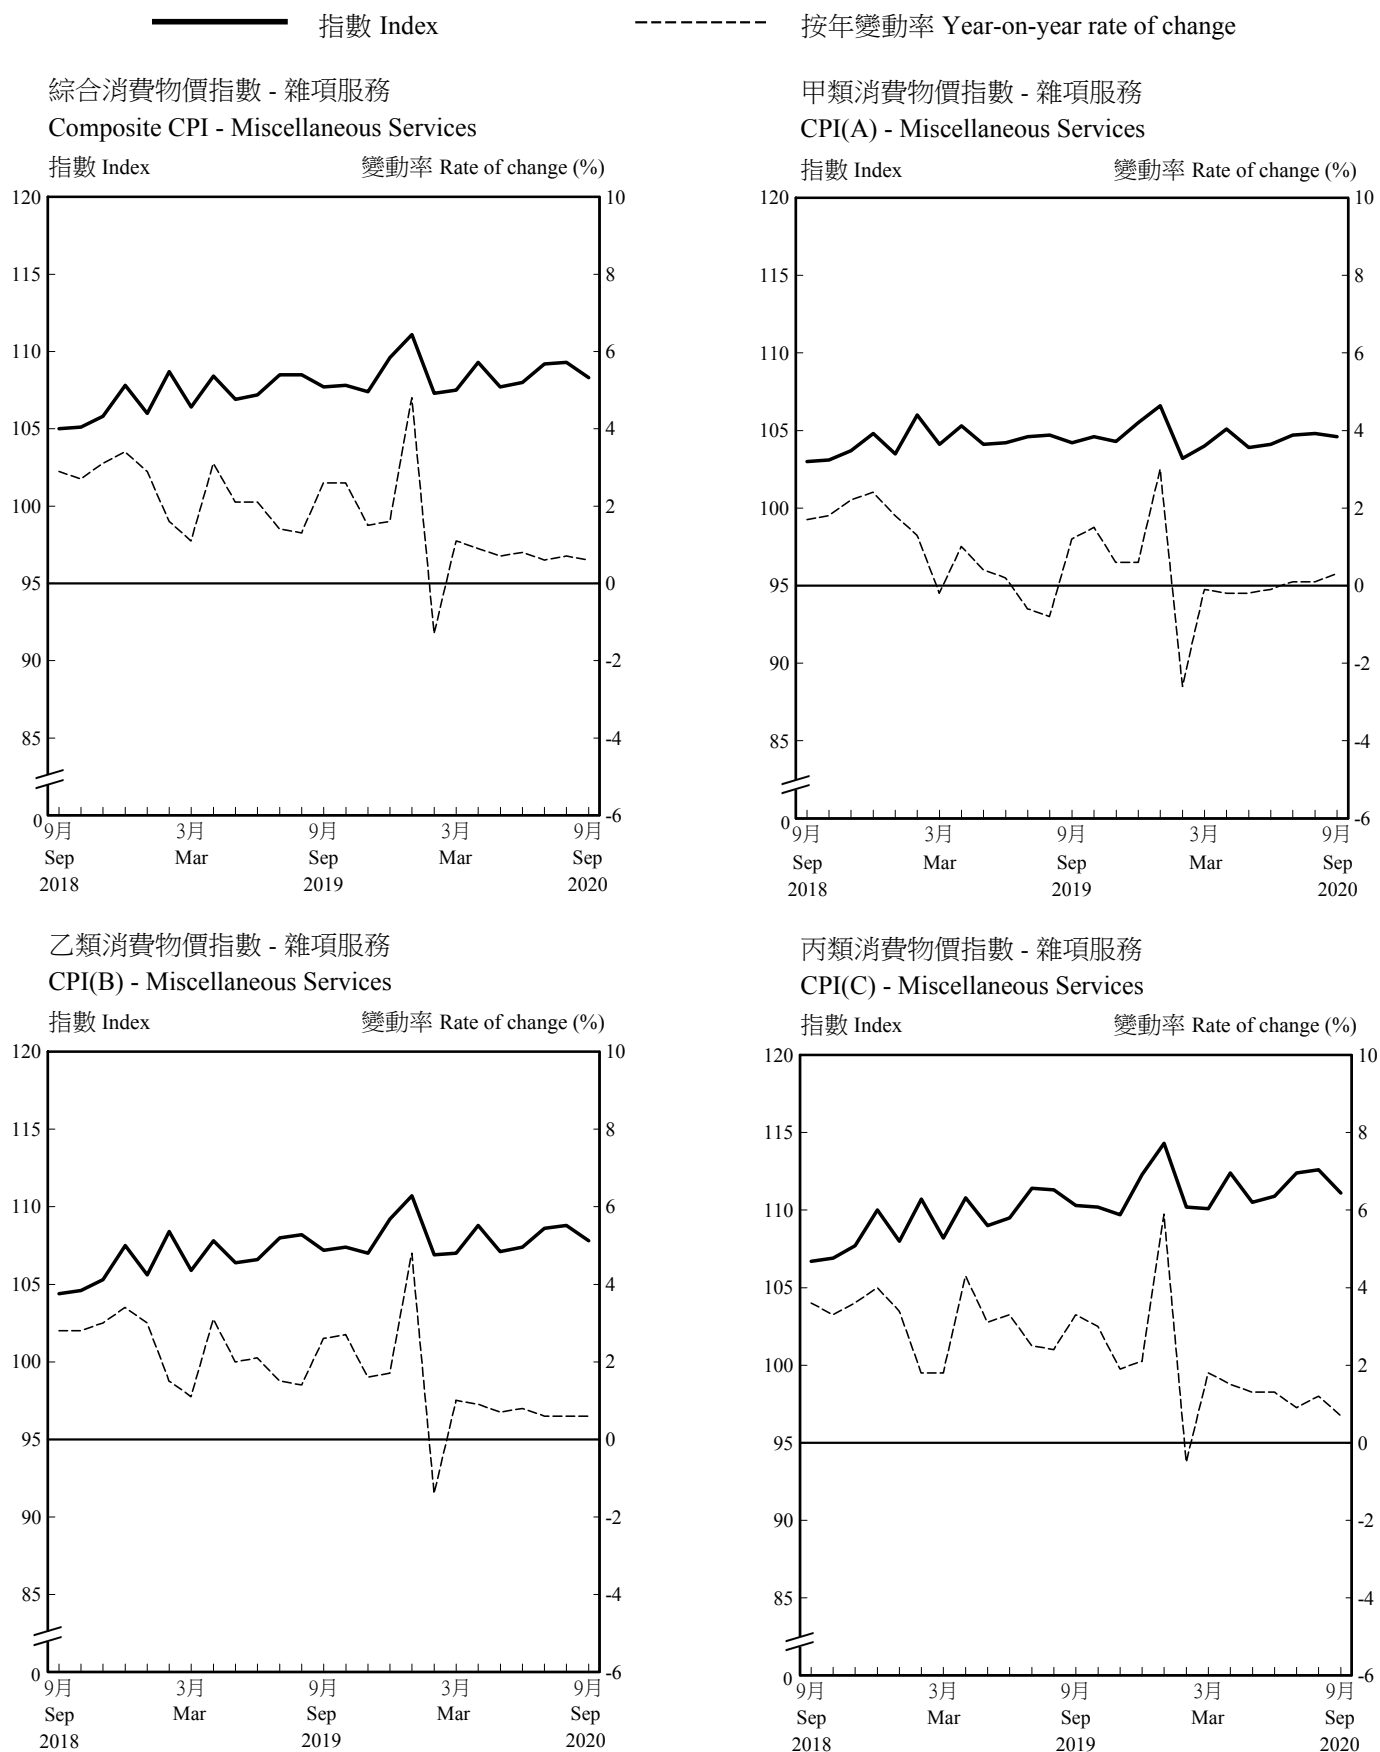 指數 Index
按年變動率 Year-on-year rate of change
綜合消費物價指數 - 雜項服務
Composite CPI - Miscellaneous Services
指數 Index
變動率 Rate of change (%)
120
115
110
105
100
95
90
85
0
10
8
6
4
2
0
-2
-4
-6
9月 3月 9月 3月 9月
Sep Mar Sep Mar Sep
2018 2019 2020
甲類消費物價指數 - 雜項服務
CPI(A) - Miscellaneous Services
指數 Index
變動率 Rate of change (%)
120
115
110
105
100
95
90
85
0
10
8
6
4
2
0
-2
-4
-6
9月 3月 9月 3月 9月
Sep Mar Sep Mar Sep
2018 2019 2020
乙類消費物價指數 - 雜項服務
CPI(B) - Miscellaneous Services
指數 Index
變動率 Rate of change (%)
120
115
110
105
100
95
90
85
0
10
8
6
4
2
0
-2
-4
-6
9月 3月 9月 3月 9月
Sep Mar Sep Mar Sep
2018 2019 2020
丙類消費物價指數 - 雜項服務
CPI(C) - Miscellaneous Services
指數 Index
變動率 Rate of change (%)
120
115
110
105
100
95
90
85
0
10
8
6
4
2
0
-2
-4
-6
9月 3月 9月 3月 9月
Sep Mar Sep Mar Sep
2018 2019 2020